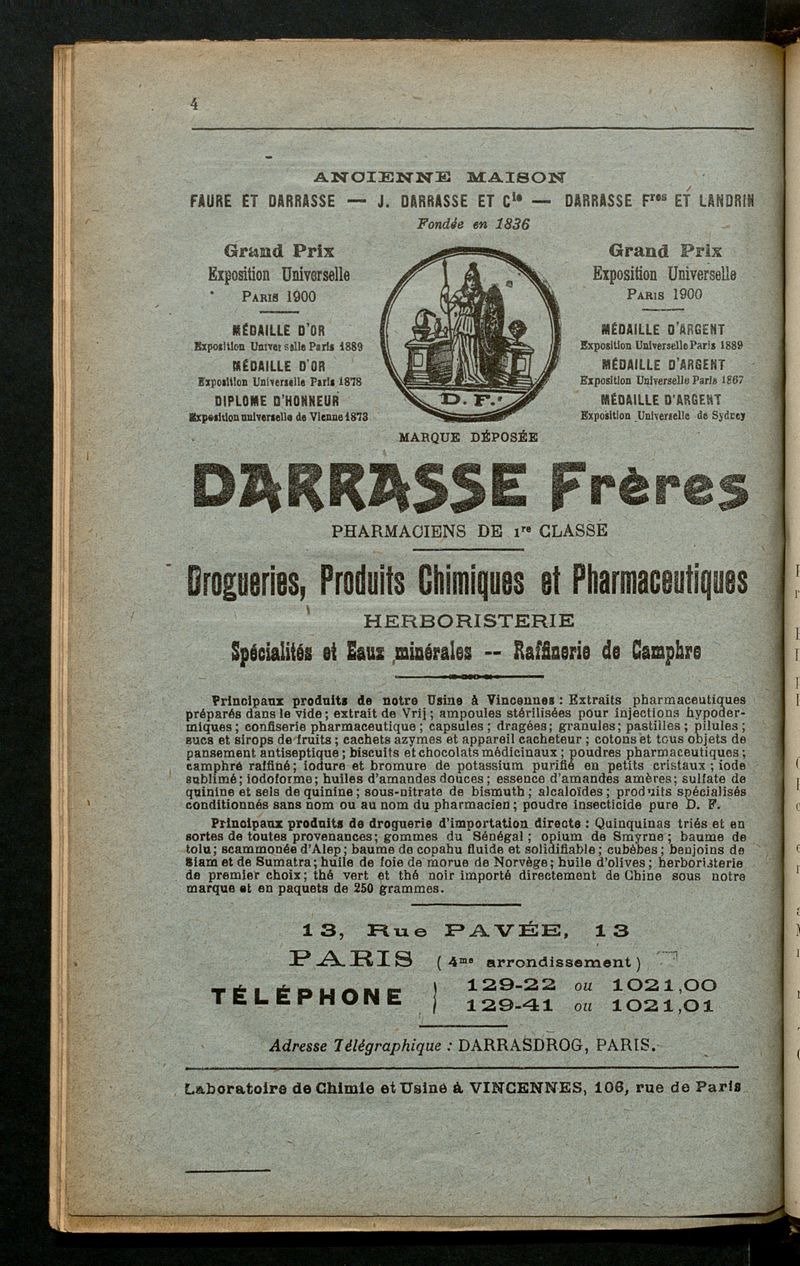 4
ANCIENNE MAISON
FAURE ET DARRASSE — J. DARRASSE ET Cie — DARRASSE Fres ET LANDRIN
Fondée en 1836
Grand Prix
Exposition Universelle
PARIS 1900
MÉDAILLE D'OR
Exposition Universelle Paris 1889
MÉDAILLE D'OR
Exposition Universelle Paris 1878
DIPLOME D'HONNEUR
Exposition universelle de Vienne 1873
D. F.
MARQUE DÉPOSÉE
Grand Prix
Exposition Universelle
PARIS 1900
MÉDAILLE D'ARGENT
Exposition Universelle Paris 1889
MÉDAILLE D'ARGENT
Exposition Universelle Paris 1867
MÉDAILLE D'ARGENT
Exposition Universelle de Sydney
DARRASSE Frères
PHARMACIENS DE 1re CLASSE
Drogueries, Produits Chimiques et Pharmaceutiques
HERBORISTERIE
Spécialités et Eaux minérales -- Raffinerie de Camphre
Principaux produits de notre Usine à Vincennes : Extraits pharmaceutiques
préparés dans le vide ; extrait de Vrij ; ampoules stérilisées pour injections hypoder-
miques ; confiserie pharmaceutique ; capsules ; dragées ; granules ; pastilles ; pilules ;
sucs et sirops de fruits ; cachets azymes et appareil cacheteur ; cotons et tous objets de
pansement antiseptique ; biscuits et chocolats médicinaux ; poudres pharmaceutiques ;
camphre raffiné ; iodure et bromure de potassium purifié en petits cristaux ; iode
sublimé ; iodoforme ; huiles d'amandes douces ; essence d'amandes amères ; sulfate de
quinine et sels de quinine ; sous-nitrate de bismuth ; alcaloïdes ; produits spécialisés
conditionnés sans nom ou au nom du pharmacien ; poudre insecticide pure D. F.
Principaux produits de droguerie d'importation directe : Quinquinas triés et en
sortes de toutes provenances ; gommes du Sénégal ; opium de Smyrne ; baume de
tolu ; scammonée d'Alep ; baume de copahu fluide et solidifiable ; cubèbes ; benjoins de
Siam et de Sumatra ; huile de foie de morue de Norvège ; huile d'olives ; herboristerie
de premier choix ; thé vert et thé noir importé directement de Chine sous notre
marque et en paquets de 250 grammes.
13, Rue PAVÉE, 13
PARIS (4me arrondissement)
TÉLÉPHONE } 129-22 ou 1021,00
129-41 ou 1021,01
Adresse Télégraphique : DARRASDROG, PARIS.
Laboratoire de Chimie et Usine à VINCENNES, 106, rue de Paris